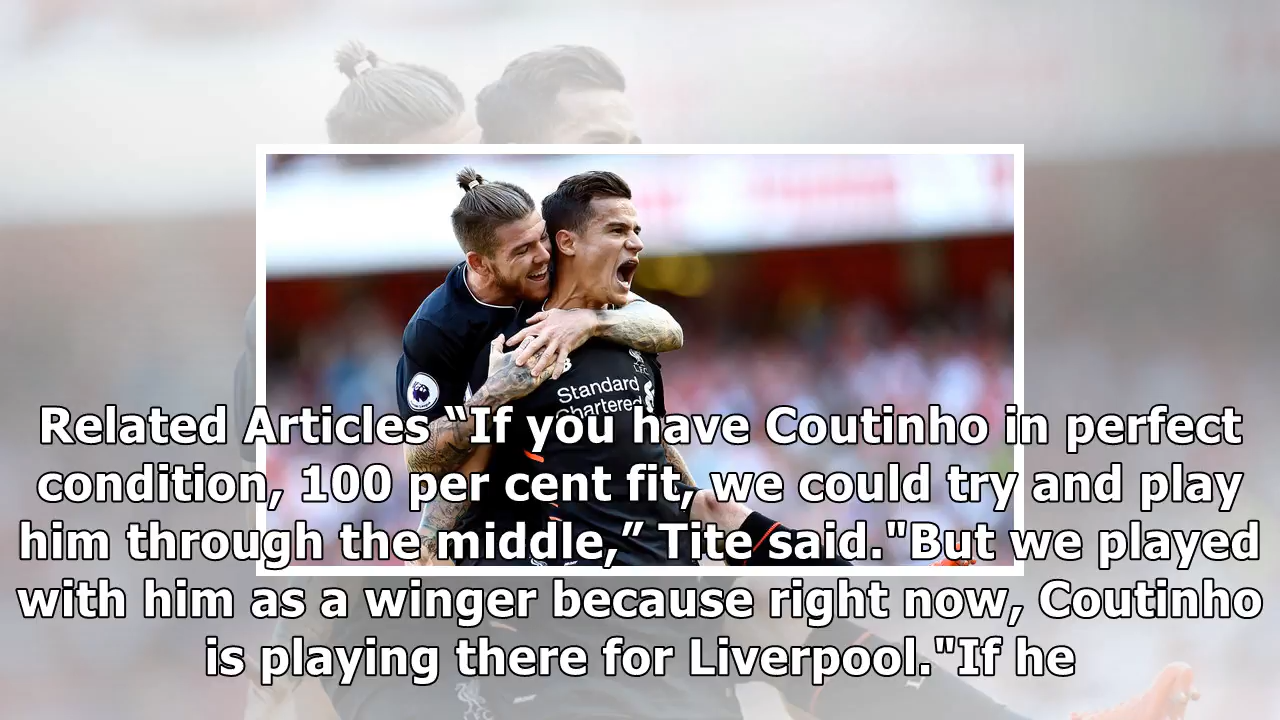 Standard
Chartered
Related Articles “If you have Coutinho in perfect
condition, 100 per cent fit, we could try and play
him through the middle,” Tite said."But we played
with him as a winger because right now, Coutinho
is playing there for Liverpool."If he